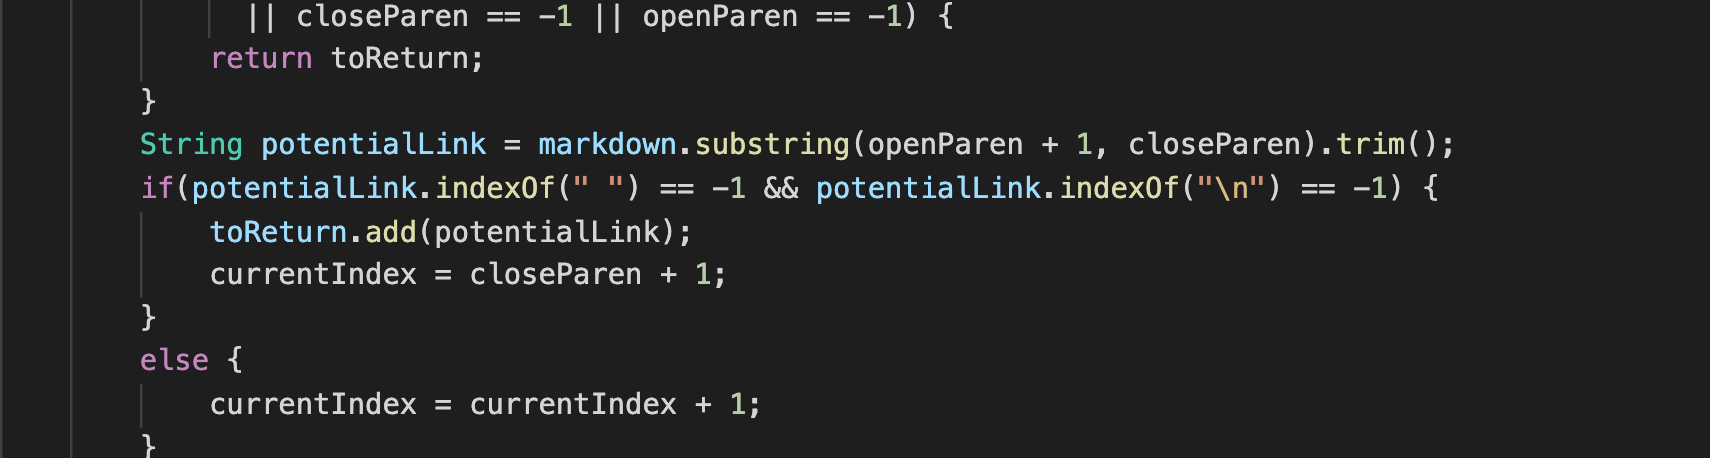 || closeParen == -1 || openParen == -1) {
return toReturn;
}
String potentialLink = markdown.substring(openParen + 1, closeParen).trim();
if(potentialLink.indexOf(" ") == -1 && potentialLink.indexOf("\n") == -1) {
toReturn.add(potentialLink);
currentIndex = closeParen + 1;
}
else {
currentIndex = currentIndex + 1;
}